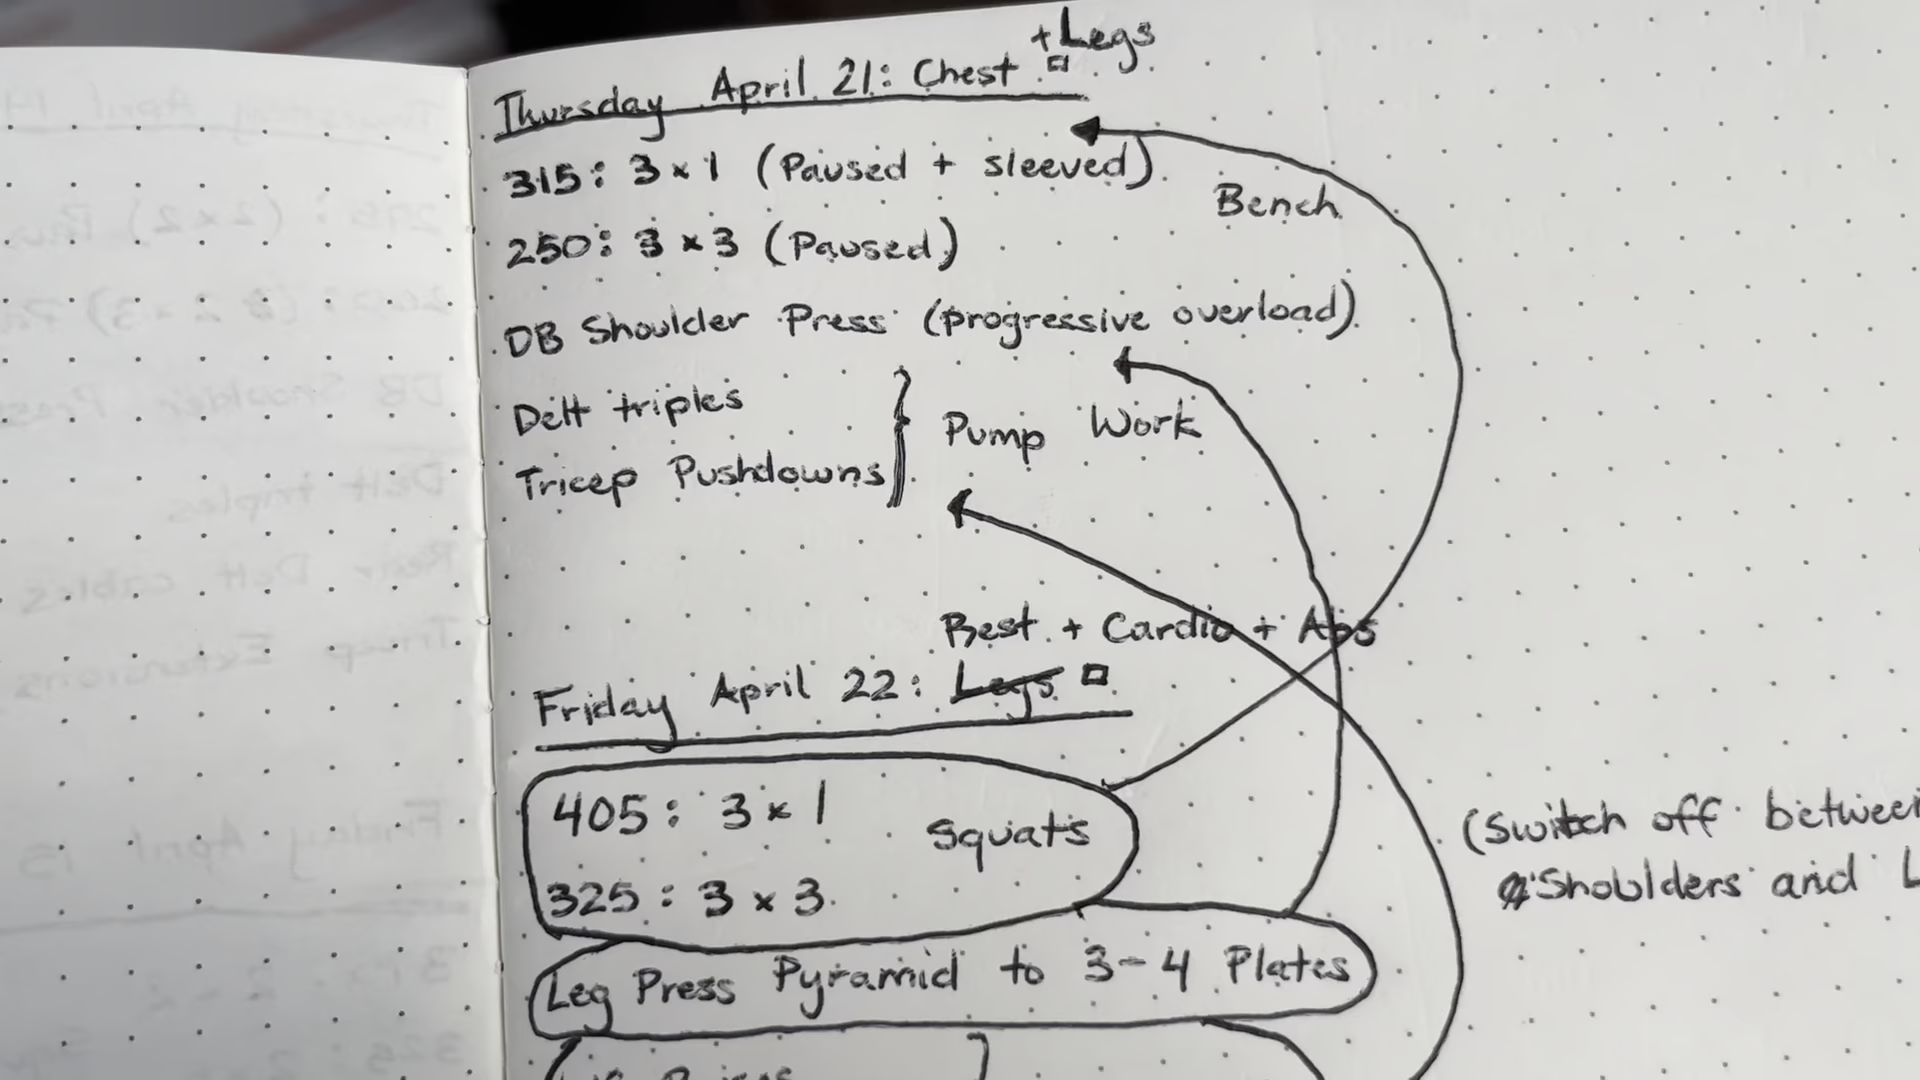 + Legs
Thursday April 21: Chest
315: 3 x 1 (Paused + sleeved)
Bench
250: 3 x 3 (Paused)
DB Shoulder Press (progressive overload)
Delt triples
Tricep Pushdowns
Pump Work
Rest + Cardio + Abs
Friday April 22: Legs
405: 3 x 1
Squats
325: 3 x 3
(Switch off between
Shoulders and L
Leg Press Pyramid to 3-4 Plates